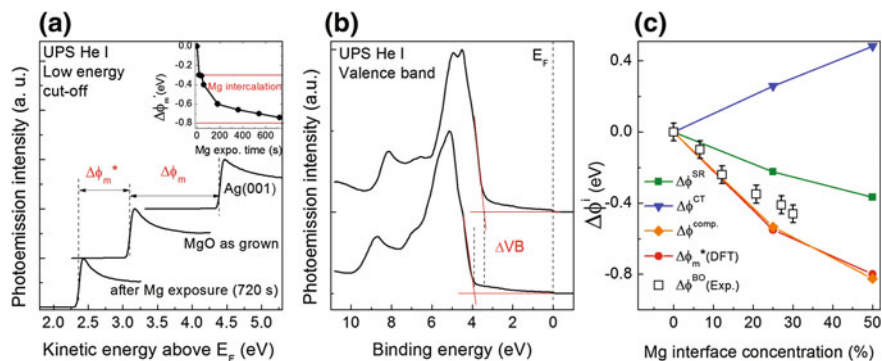 (a)
UPS He I
Low energy
cut-off
0.0
-0.2
-0.4
-0.6
-0.8
Δϕm* (eV)
Mg intercalation
0 200 400 600
Mg expo. time (s)
Δϕm*
Δϕm
Ag(001)
MgO as grown
after Mg exposure (720 s)
Photoemission intensity (a. u.)
2.0 2.5 3.0 3.5 4.0 4.5 5.0
Kinetic energy above EF (eV)
(b)
UPS He I
Valence band
EF
ΔVB
Photoemission intensity (a.u.)
10 8 6 4 2 0
Binding energy (eV)
(c)
0.4
0.0
-0.4
-0.8
Δϕi (eV)
ΔϕSR
ΔϕCT
Δϕcomp.
Δϕm*(DFT)
ΔϕBO(Exp.)
0 10 20 30 40 50
Mg interface concentration (%)